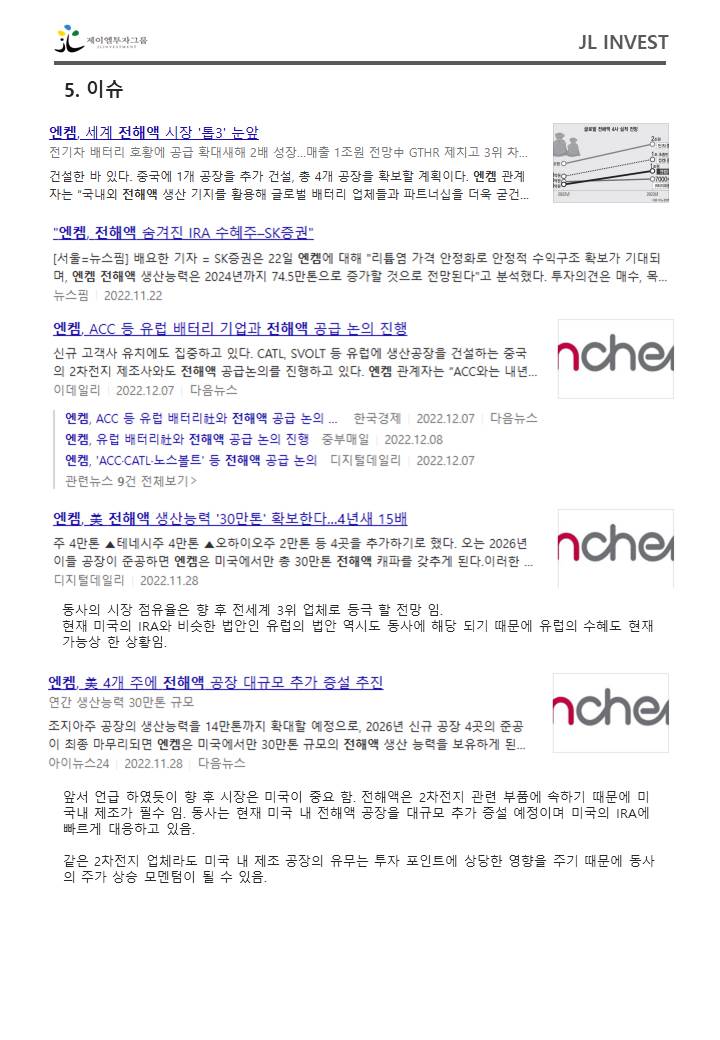 제이엘투자그룹
JL INVESTMENT
JL INVEST
5. 이슈
엔켐, 세계 전해액 시장 '톱3' 눈앞
전기차 배터리 호황에 공급 확대새해 2배 성장...매출 1조원 전망中 GTHR 제치고 3위 차...
건설한 바 있다. 중국에 1개 공장을 추가 건설, 총 4개 공장을 확보할 계획이다. 엔켐 관계
자는 “국내외 전해액 생산 기지를 활용해 글로벌 배터리 업체들과 파트너십을 더욱 굳건...
글로벌 전해액 4사 실적 전망
"엔켐, 전해액 숨겨진 IRA 수혜주–SK증권"
[서울=뉴스핌] 배요한 기자 = SK증권은 22일 엔켐에 대해 "리튬염 가격 안정화로 안정적 수익구조 확보가 기대되
며, 엔켐 전해액 생산능력은 2024년까지 74.5만톤으로 증가할 것으로 전망된다"고 분석했다. 투자의견은 매수, 목...
뉴스핌 2022.11.22
엔켐, ACC 등 유럽 배터리 기업과 전해액 공급 논의 진행
신규 고객사 유치에도 집중하고 있다. CATL, SVOLT 등 유럽에 생산공장을 건설하는 중국
의 2차전지 제조사와도 전해액 공급논의를 진행하고 있다. 엔켐 관계자는 “ACC와는 내년...
이데일리 2022.12.07 다음뉴스
nchem
엔켐, ACC 등 유럽 배터리社와 전해액 공급 논의 ... 한국경제 2022.12.07 다음뉴스
엔켐, 유럽 배터리社와 전해액 공급 논의 진행 중부매일 2022.12.08
엔켐, 'ACC·CATL·노스볼트' 등 전해액 공급 논의 디지털데일리 2022.12.07
관련뉴스 9건 전체보기>
엔켐, 美 전해액 생산능력 '30만톤' 확보한다...4년새 15배
주 4만톤 ▲테네시주 4만톤 ▲오하이오주 2만톤 등 4곳을 추가하기로 했다. 오는 2026년
이들 공장이 준공하면 엔켐은 미국에서만 총 30만톤 전해액 캐파를 갖추게 된다.이러한 ...
디지털데일리 2022.11.28
nchem
동사의 시장 점유율은 향 후 전세계 3위 업체로 등극 할 전망 임.
현재 미국의 IRA와 비슷한 법안인 유럽의 법안 역시도 동사에 해당 되기 때문에 유럽의 수혜도 현재
가능상 한 상황임.
엔켐, 美 4개 주에 전해액 공장 대규모 추가 증설 추진
연간 생산능력 30만톤 규모
조지아주 공장의 생산능력을 14만톤까지 확대할 예정으로, 2026년 신규 공장 4곳의 준공
이 최종 마무리되면 엔켐은 미국에서만 30만톤 규모의 전해액 생산 능력을 보유하게 된...
아이뉴스24 2022.11.28 다음뉴스
nchem
앞서 언급 하였듯이 향 후 시장은 미국이 중요 함. 전해액은 2차전지 관련 부품에 속하기 때문에 미
국내 제조가 필수 임. 동사는 현재 미국 내 전해액 공장을 대규모 추가 증설 예정이며 미국의 IRA에
빠르게 대응하고 있음.
같은 2차전지 업체라도 미국 내 제조 공장의 유무는 투자 포인트에 상당한 영향을 주기 때문에 동사
의 주가 상승 모멘텀이 될 수 있음.